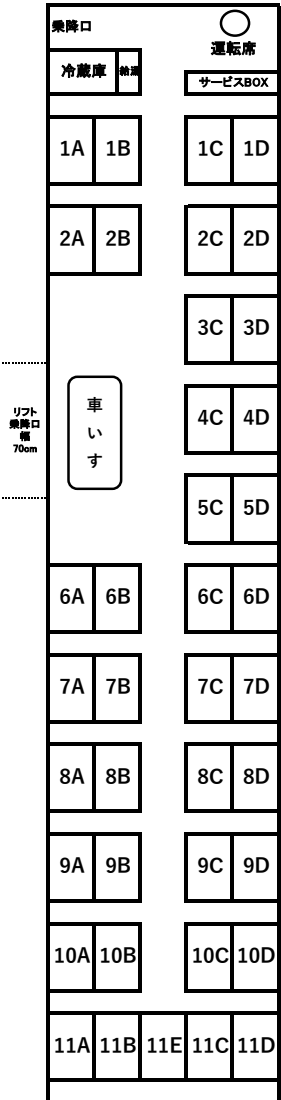 乗降口
運転席
冷蔵庫 給湯
サービスBOX
1A 1B 1C 1D
2A 2B 2C 2D
3C 3D
車いす
4C 4D
リフト
乗降口
幅
70cm
5C 5D
6A 6B 6C 6D
7A 7B 7C 7D
8A 8B 8C 8D
9A 9B 9C 9D
10A 10B 10C 10D
11A 11B 11E 11C 11D